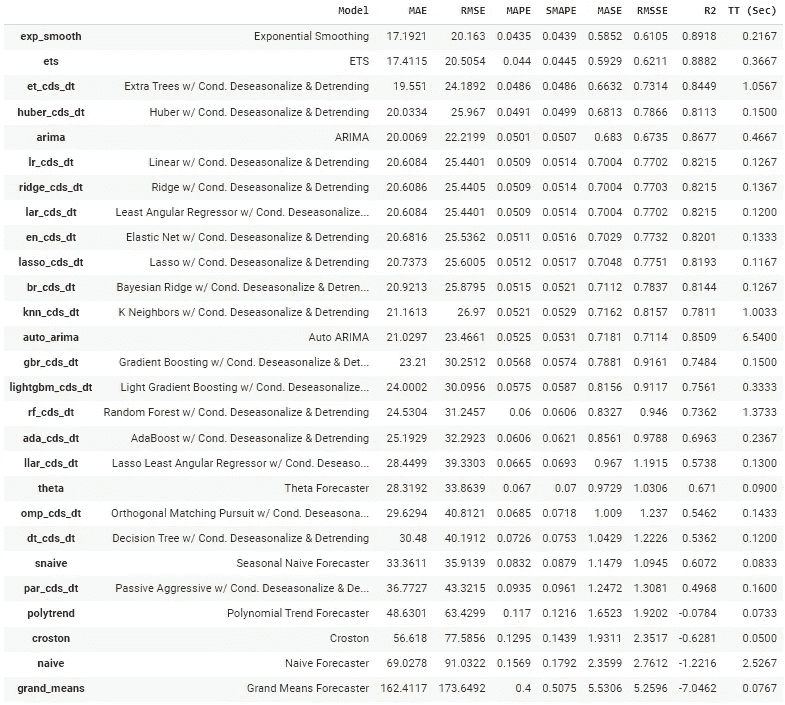 Model MAE RMSE MAPE SMAPE MASE RMSSE R2 TT (Sec)
exp_smooth Exponential Smoothing 17.1921 20.163 0.0435 0.0439 0.5852 0.6105 0.8918 0.2167
ets ETS 17.4115 20.5054 0.044 0.0445 0.5929 0.6211 0.8882 0.3667
et_cds_dt Extra Trees w/ Cond. Deseasonalize & Detrending 19.551 24.1892 0.0486 0.0486 0.6632 0.7314 0.8449 1.0567
huber_cds_dt Huber w/ Cond. Deseasonalize & Detrending 20.0334 25.967 0.0491 0.0499 0.6813 0.7866 0.8113 0.1500
arima ARIMA 20.0069 22.2199 0.0501 0.0507 0.683 0.6735 0.8677 0.4667
lr_cds_dt Linear w/ Cond. Deseasonalize & Detrending 20.6084 25.4401 0.0509 0.0514 0.7004 0.7702 0.8215 0.1267
ridge_cds_dt Ridge w/ Cond. Deseasonalize & Detrending 20.6086 25.4405 0.0509 0.0514 0.7004 0.7703 0.8215 0.1367
lar_cds_dt Least Angular Regressor w/ Cond. Deseasonalize... 20.6084 25.4401 0.0509 0.0514 0.7004 0.7702 0.8215 0.1200
en_cds_dt Elastic Net w/ Cond. Deseasonalize & Detrending 20.6816 25.5362 0.0511 0.0516 0.7029 0.7732 0.8201 0.1333
lasso_cds_dt Lasso w/ Cond. Deseasonalize & Detrending 20.7373 25.6005 0.0512 0.0517 0.7048 0.7751 0.8193 0.1167
br_cds_dt Bayesian Ridge w/ Cond. Deseasonalize & Detren... 20.9213 25.8795 0.0515 0.0521 0.7112 0.7837 0.8144 0.1267
knn_cds_dt K Neighbors w/ Cond. Deseasonalize & Detrending 21.1613 26.97 0.0521 0.0529 0.7162 0.8157 0.7811 1.0033
auto_arima Auto ARIMA 21.0297 23.4661 0.0525 0.0531 0.7181 0.7114 0.8509 6.5400
gbr_cds_dt Gradient Boosting w/ Cond. Deseasonalize & Det... 23.21 30.2512 0.0568 0.0574 0.7881 0.9161 0.7484 0.1500
lightgbm_cds_dt Light Gradient Boosting w/ Cond. Deseasonalize... 24.0002 30.0956 0.0575 0.0587 0.8156 0.9117 0.7561 0.3333
rf_cds_dt Random Forest w/ Cond. Deseasonalize & Detrending 24.5304 31.2457 0.06 0.0606 0.8327 0.946 0.7362 1.3733
ada_cds_dt AdaBoost w/ Cond. Deseasonalize & Detrending 25.1929 32.2923 0.0606 0.0621 0.8561 0.9788 0.6963 0.2367
llar_cds_dt Lasso Least Angular Regressor w/ Cond. Deseaso... 28.4499 39.3303 0.0665 0.0693 0.967 1.1915 0.5738 0.1300
theta Theta Forecaster 28.3192 33.8639 0.067 0.07 0.9729 1.0306 0.671 0.0900
omp_cds_dt Orthogonal Matching Pursuit w/ Cond. Deseasona... 29.6294 40.8121 0.0685 0.0718 1.009 1.237 0.5462 0.1433
dt_cds_dt Decision Tree w/ Cond. Deseasonalize & Detrending 30.48 40.1912 0.0726 0.0753 1.0429 1.2226 0.5362 0.1200
snaive Seasonal Naive Forecaster 33.3611 35.9139 0.0832 0.0879 1.1479 1.0945 0.6072 0.0833
par_cds_dt Passive Aggressive w/ Cond. Deseasonalize & De... 36.7727 43.3215 0.0935 0.0961 1.2472 1.3081 0.4968 0.1600
polytrend Polynomial Trend Forecaster 48.6301 63.4299 0.117 0.1216 1.6523 1.9202 -0.0784 0.0733
croston Croston 56.618 77.5856 0.1295 0.1439 1.9311 2.3517 -0.6281 0.0500
naive Naive Forecaster 69.0278 91.0322 0.1569 0.1792 2.3599 2.7612 -1.2216 2.5267
grand_means Grand Means Forecaster 162.4117 173.6492 0.4 0.5075 5.5306 5.2596 -7.0462 0.0767